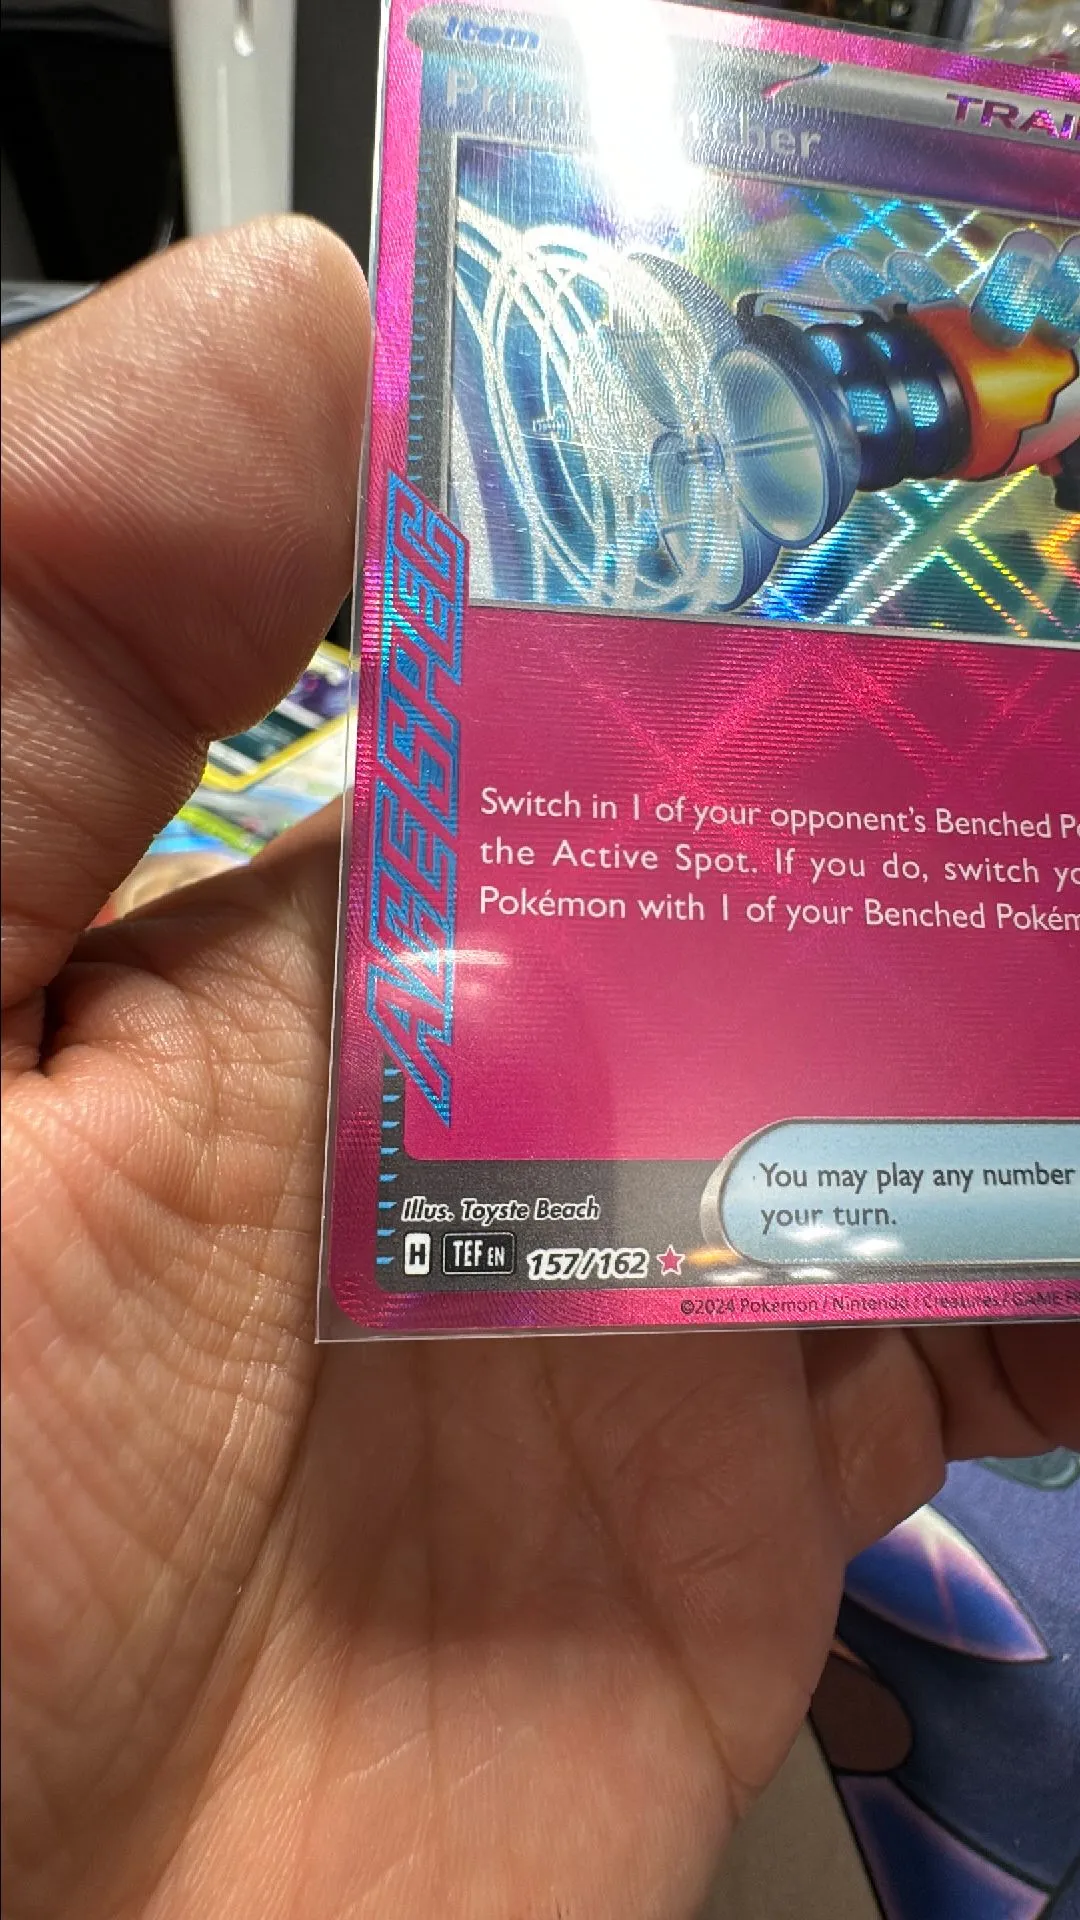 Item
TRAI
ACE SPEC
Switch in 1 of your opponent's Benched P
the Active Spot. If you do, switch yo
Pokémon with 1 of your Benched Pokém
You may play any number
your turn.
Illus. Toyste Beach
H TEF EN 157/162
©2024 Pokémon / Nintendo / Creatures / GAME F